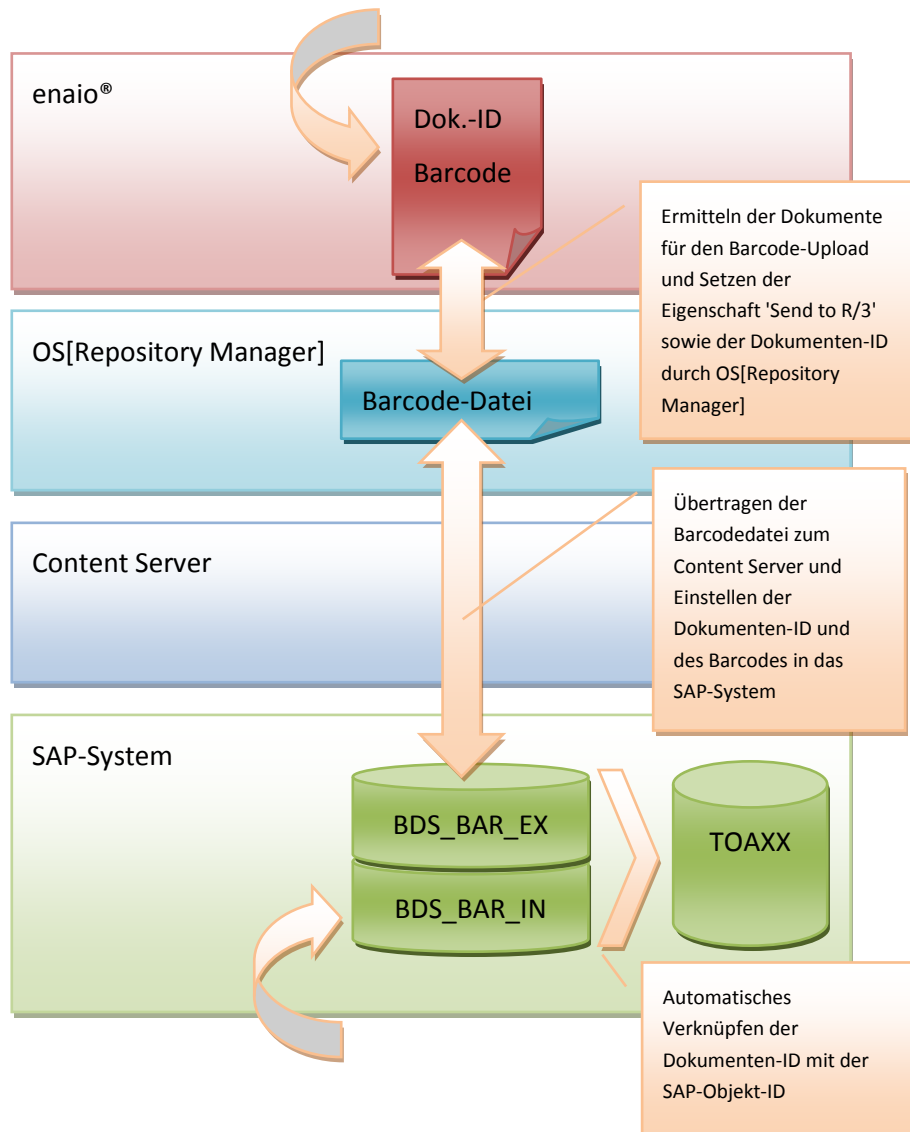 enaio®
Dok.-ID
Barcode
Ermitteln der Dokumente
für den Barcode-Upload
und Setzen der
Eigenschaft 'Send to R/3'
sowie der Dokumenten-ID
durch OS[Repository
Manager]
OS[Repository Manager]
Barcode-Datei
Übertragen der
Barcodedatei zum
Content Server und
Einstellen der
Dokumenten-ID und
des Barcodes in das
SAP-System
Content Server
SAP-System
BDS_BAR_EX
BDS_BAR_IN
TOAXX
Automatisches
Verknüpfen der
Dokumenten-ID mit der
SAP-Objekt-ID